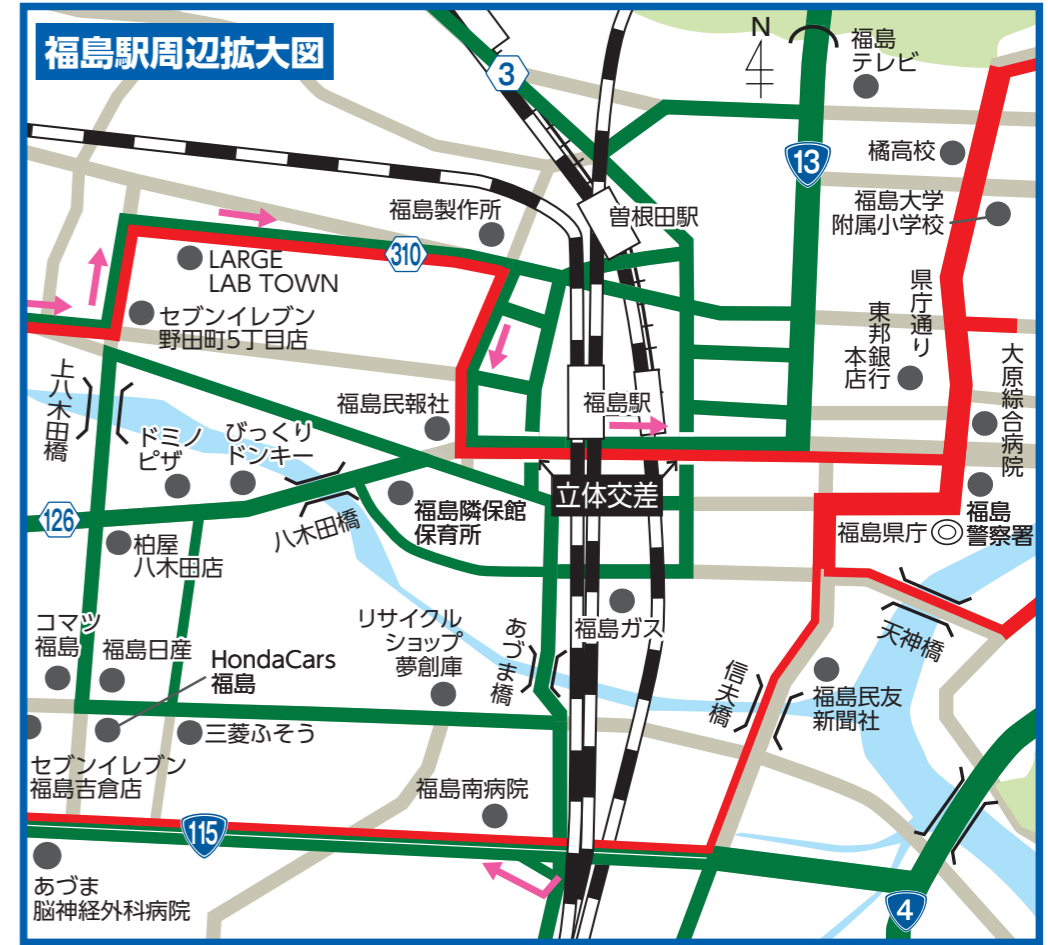 福島駅周辺拡大図
N
3
福島
テレビ
13
橘高校
福島大学
附属小学校
福島製作所
曽根田駅
310
LARGE
LAB TOWN
セブンイレブン
野田町5丁目店
県庁通り
東邦銀行
本店
大原綜合病院
上八木田橋
福島民報社
福島駅
ドミノ
ピザ
びっくり
ドンキー
立体交差
126
八木田橋
福島隣保館
保育所
福島県庁
福島
警察署
柏屋
八木田店
コマツ
福島
福島日産
HondaCars
福島
リサイクル
ショップ
夢創庫
あづま橋
福島ガス
天神橋
信夫橋
福島民友
新聞社
三菱ふそう
セブンイレブン
福島吉倉店
福島南病院
115
あづま
脳神経外科病院
4